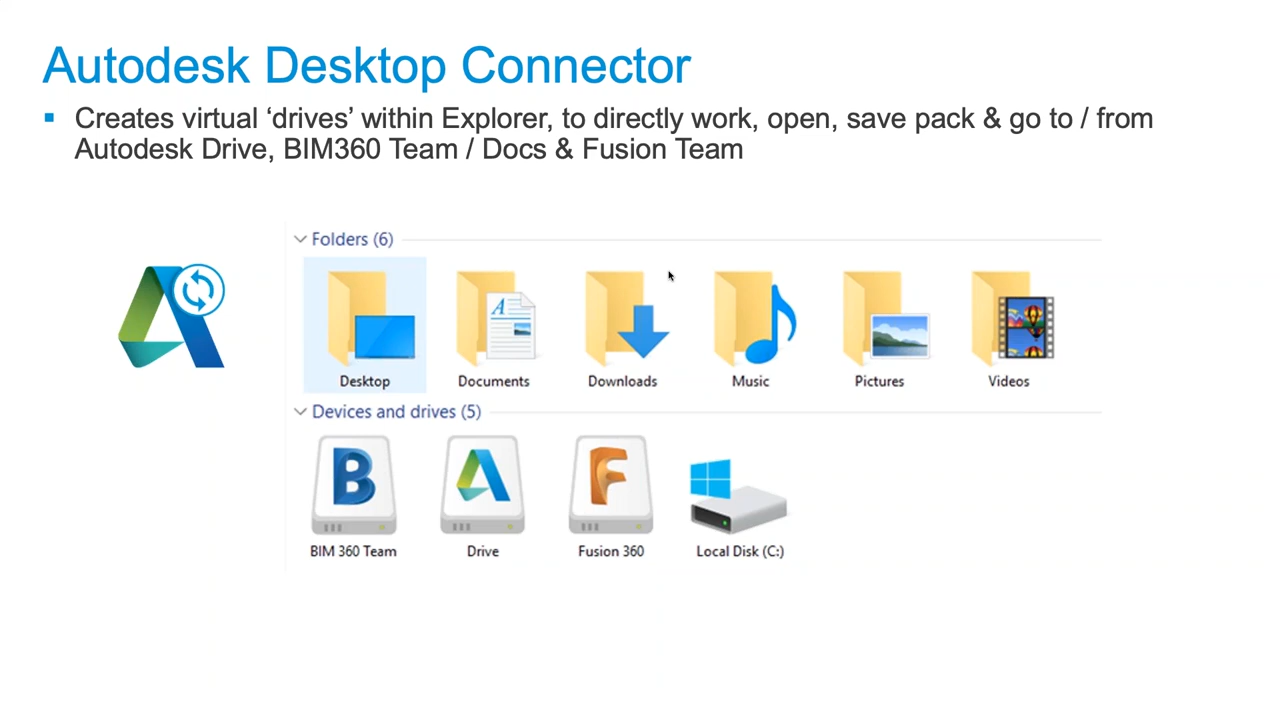 Autodesk Desktop Connector
▪ Creates virtual ‘drives’ within Explorer, to directly work, open, save pack & go to / from
Autodesk Drive, BIM360 Team / Docs & Fusion Team
Folders (6)
Desktop
Documents
Downloads
Music
Pictures
Videos
Devices and drives (5)
BIM 360 Team
Drive
Fusion 360
Local Disk (C:)